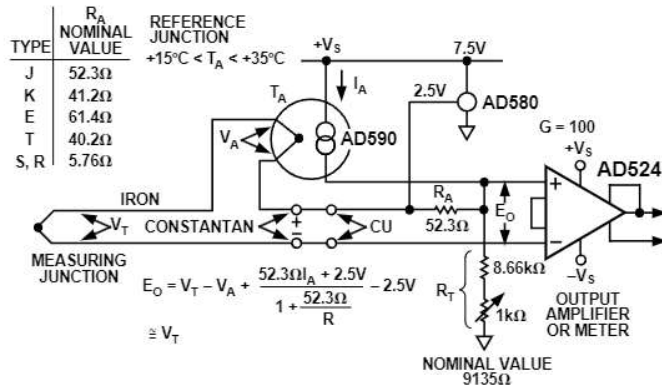 R_A
NOMINAL
VALUE
TYPE
J 52.3Ω
K 41.2Ω
E 61.4Ω
T 40.2Ω
S, R 5.76Ω
REFERENCE
JUNCTION
+15°C < T_A < +35°C
+V_S
I_A
T_A
V_A
AD590
7.5V
2.5V
AD580
G = 100
+V_S
AD524
IRON
V_T
CONSTANTAN
+
–
CU
R_A
52.3Ω
E_O
+
–
–V_S
MEASURING
JUNCTION
E_O = V_T – V_A + (52.3ΩI_A + 2.5V) / (1 + 52.3Ω/R) – 2.5V
≅ V_T
R_T
8.66kΩ
1kΩ
OUTPUT
AMPLIFIER
OR METER
NOMINAL VALUE
9135Ω